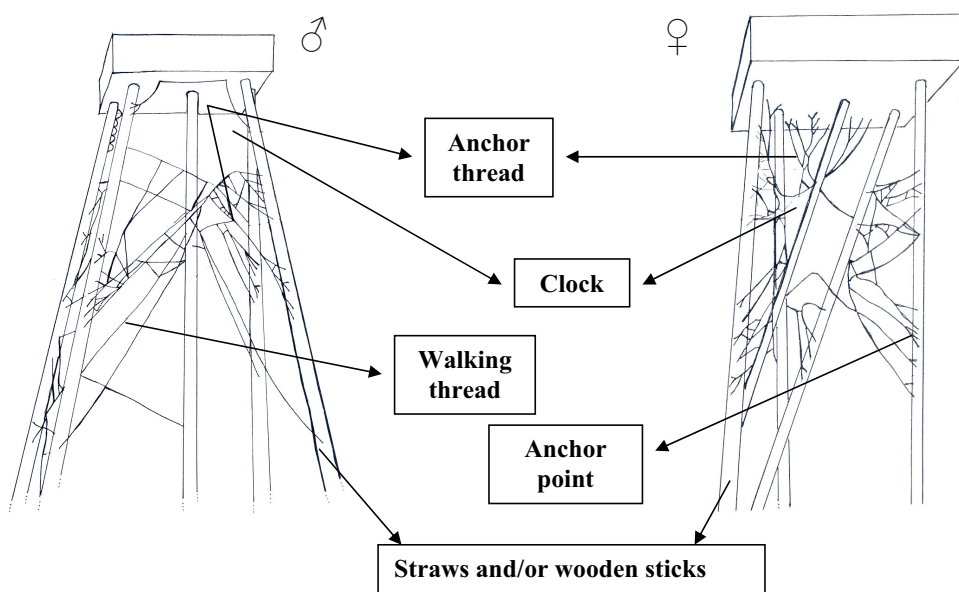 ♂
♀
Anchor
thread
Clock
Walking
thread
Anchor
point
Straws and/or wooden sticks